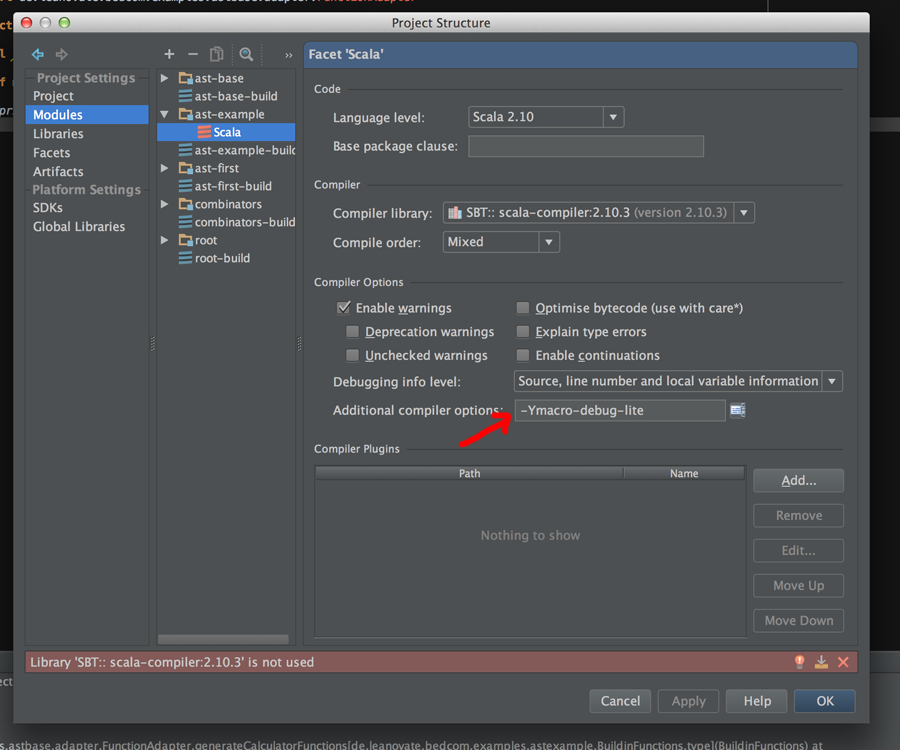 Project Structure
Project Settings
Project
Modules
Libraries
Facets
Artifacts
Platform Settings
SDKs
Global Libraries
ast-base
ast-base-build
ast-example
Scala
ast-example-build
ast-first
ast-first-build
combinators
combinators-build
root
root-build
Facet 'Scala'
Code
Language level: Scala 2.10
Base package clause:
Compiler
Compiler library: SBT:: scala-compiler:2.10.3 (version 2.10.3)
Compile order: Mixed
Compiler Options
Enable warnings Optimise bytecode (use with care*)
Deprecation warnings Explain type errors
Unchecked warnings Enable continuations
Debugging info level: Source, line number and local variable information
Additional compiler options: -Ymacro-debug-lite
Compiler Plugins
Path Name
Nothing to show
Add...
Remove
Edit...
Move Up
Move Down
Library 'SBT:: scala-compiler:2.10.3' is not used
Cancel Apply Help OK
s.astbase.adapter.FunctionAdapter.generateCalculatorFunctions[de.leanovate.bedcom.examples.astexample.BuildinFunctions.type](BuildinFunctions) at